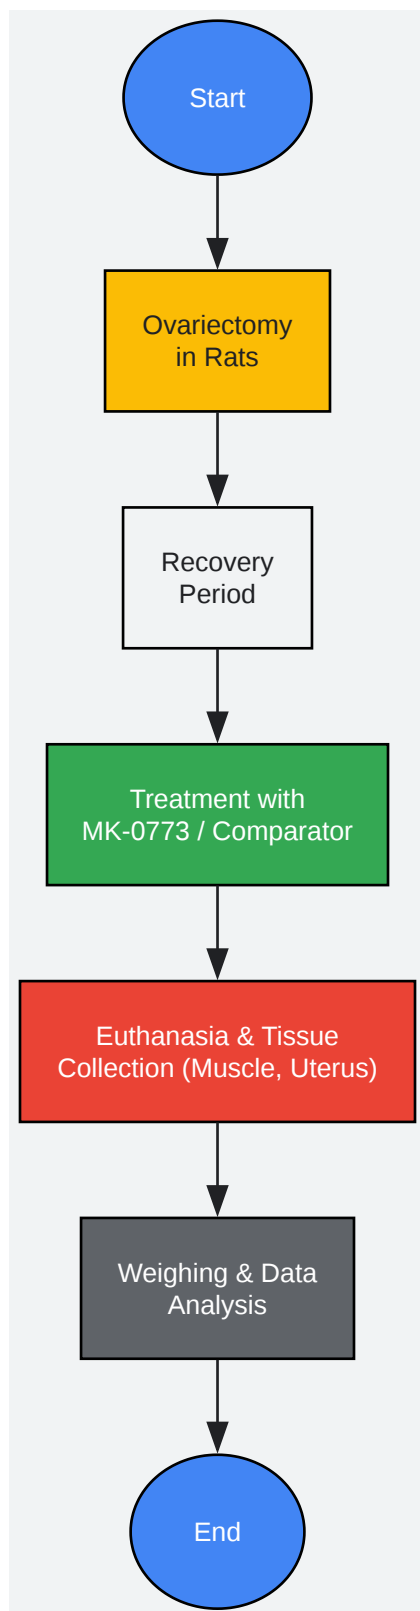 Start
Ovariectomy
in Rats
Recovery
Period
Treatment with
MK-0773 / Comparator
Euthanasia & Tissue
Collection (Muscle, Uterus)
Weighing & Data
Analysis
End